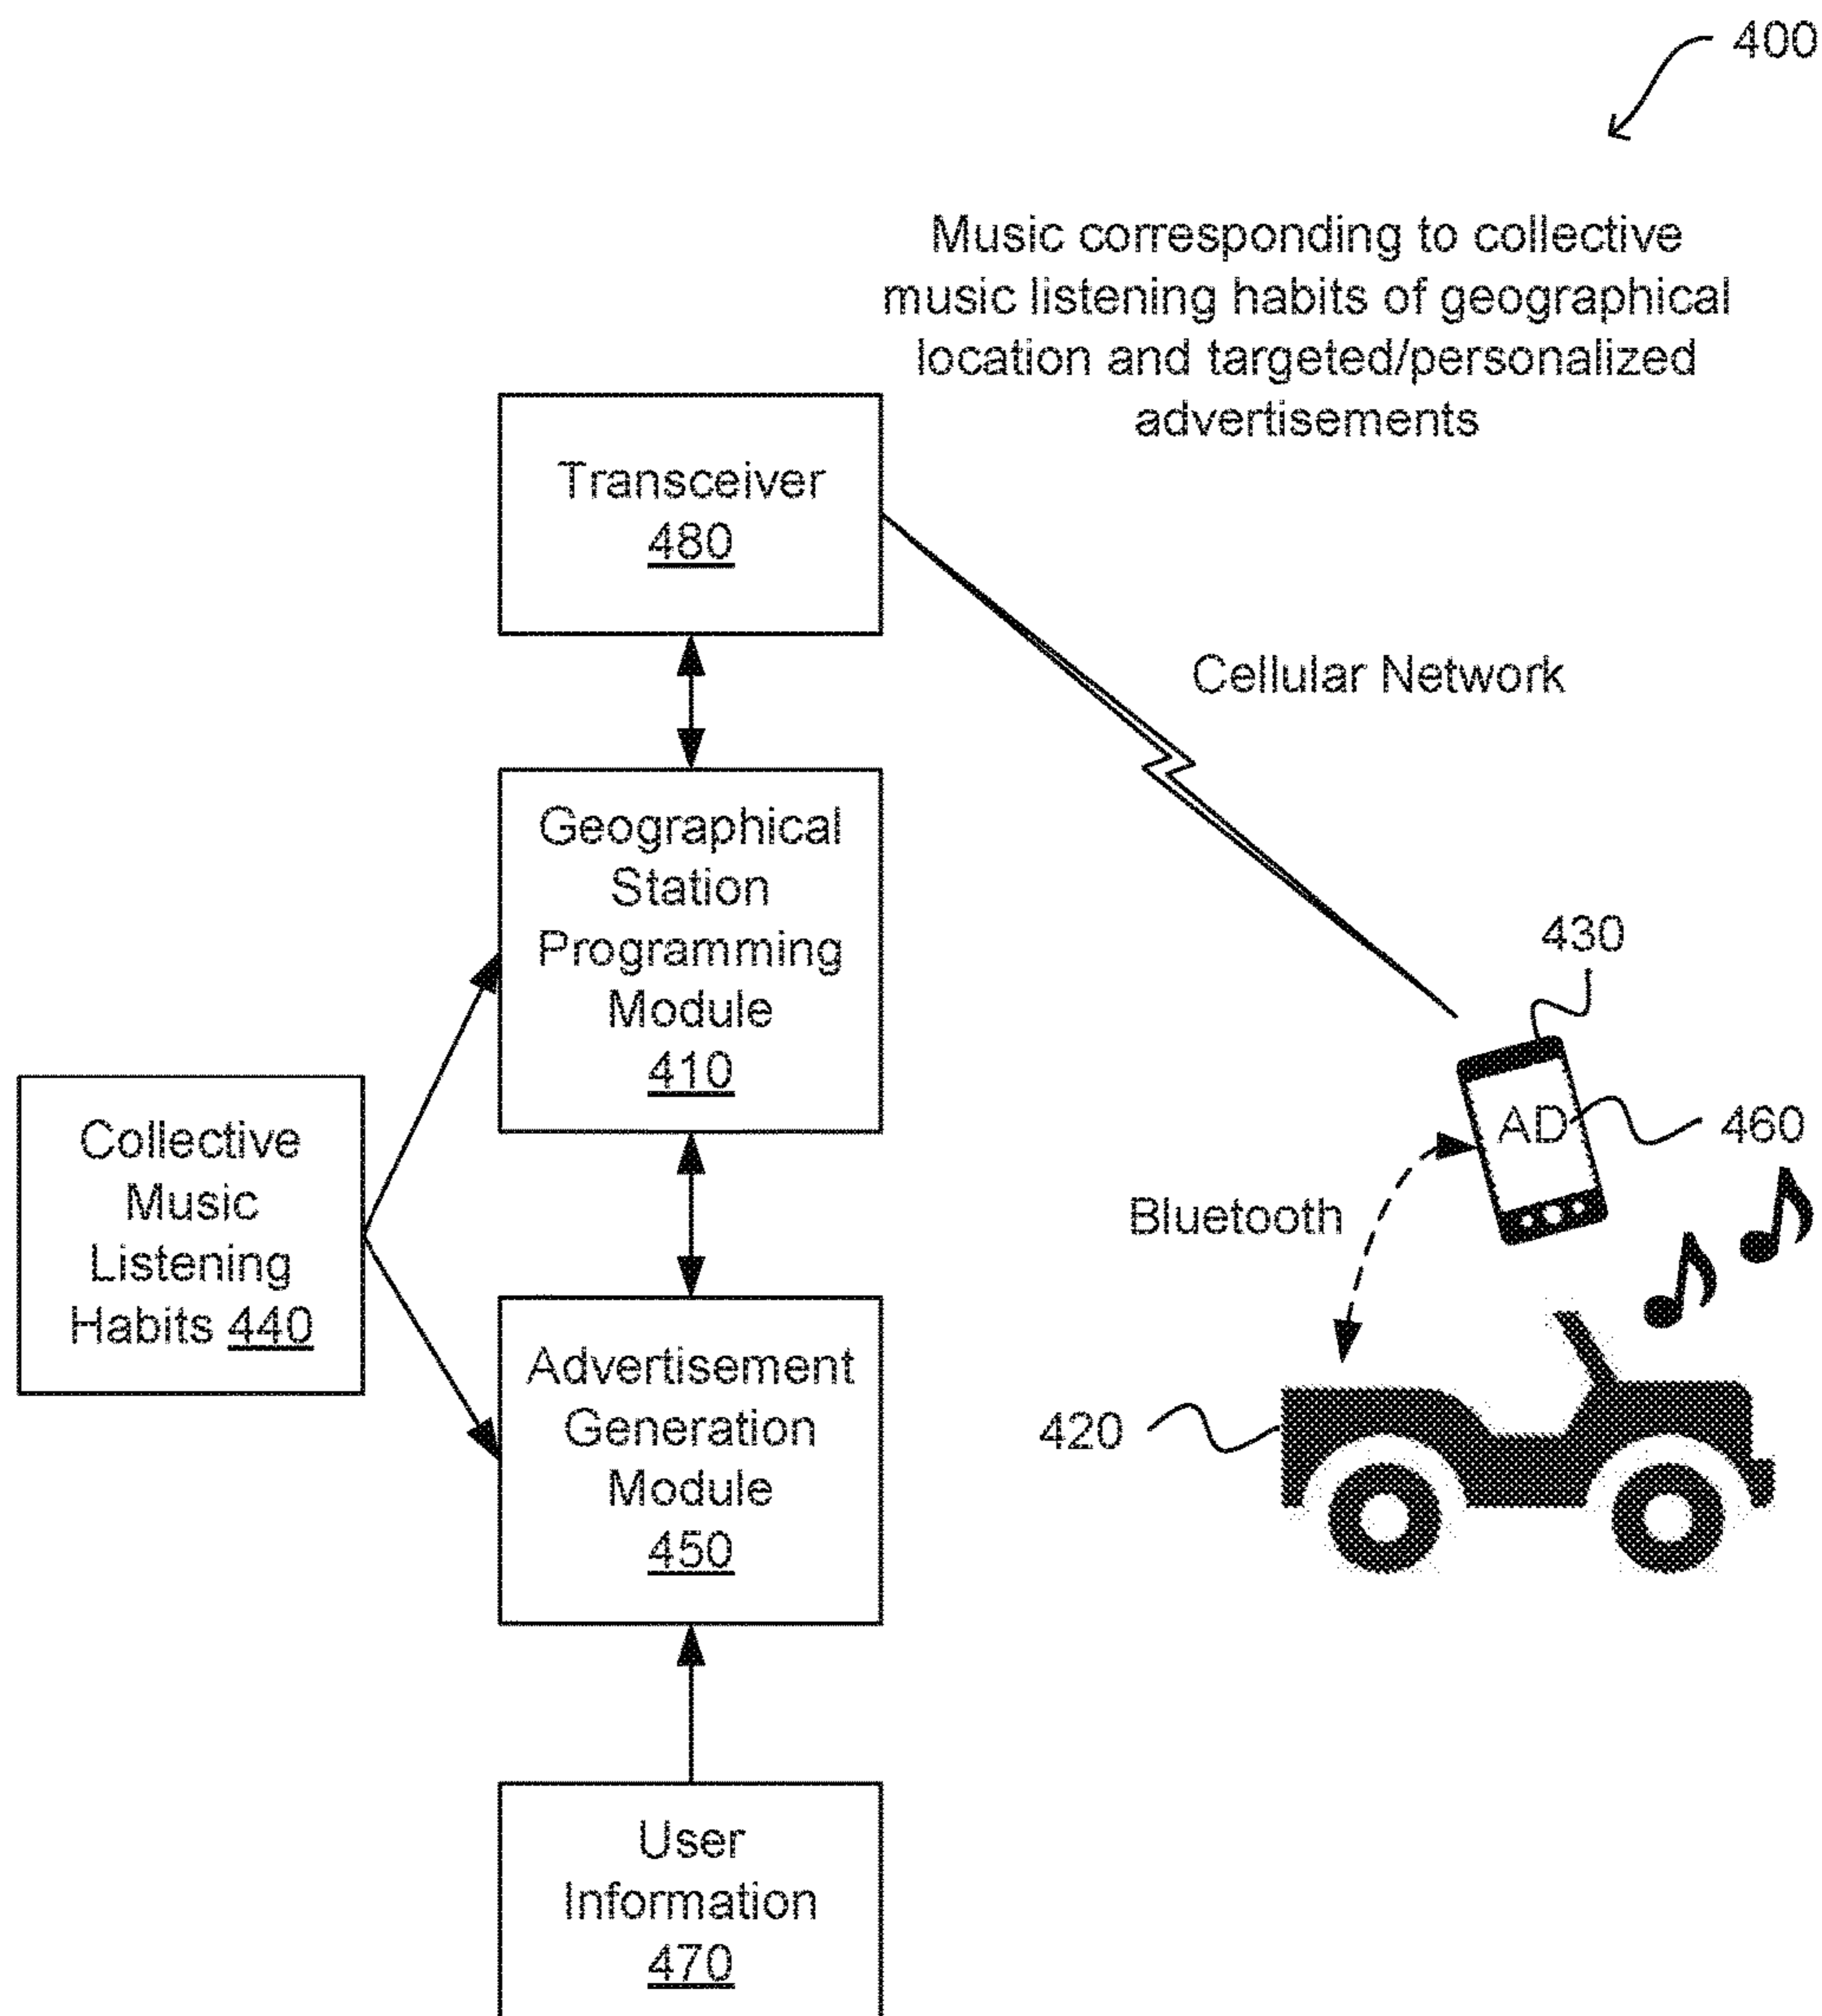 400
Music corresponding to collective
music listening habits of geographical
location and targeted/personalized
advertisements
Transceiver
480
Cellular Network
Geographical
Station
Programming
Module
410
430
AD
460
Collective
Music
Listening
Habits 440
Bluetooth
Advertisement
Generation
Module
450
420
User
Information
470